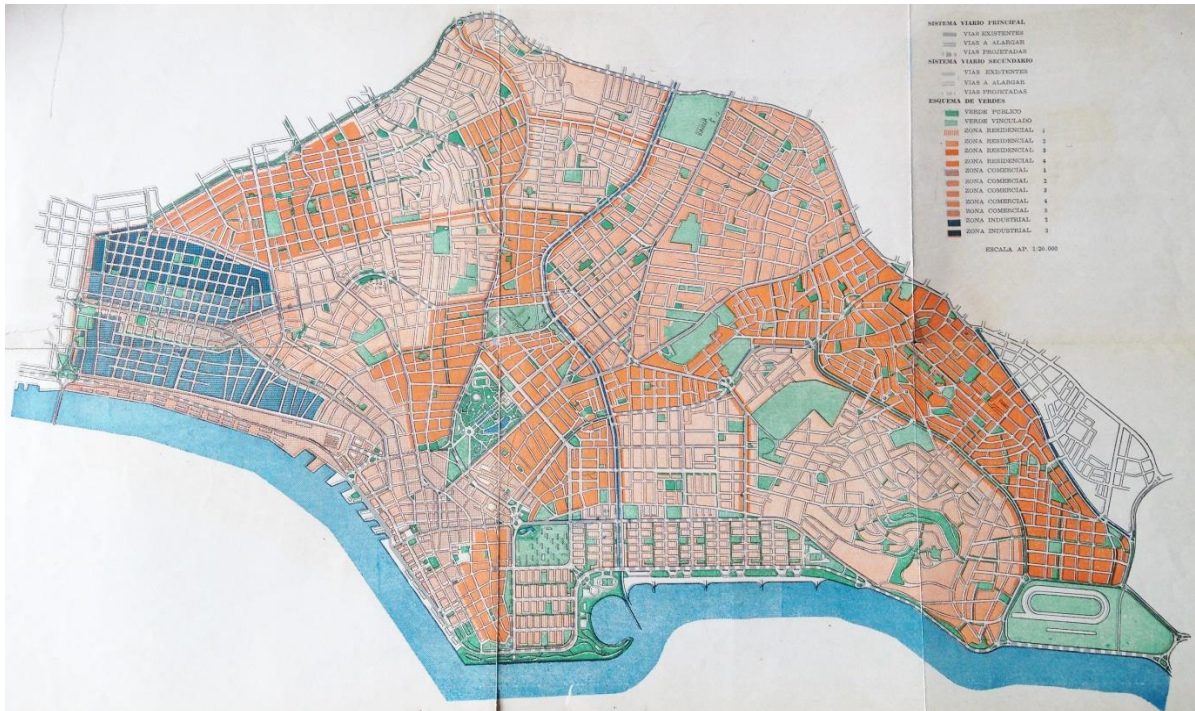 SISTEMA VIARIO PRINCIPAL
VIAS EXISTENTES
VIAS A ALARGAR
VIAS PROJETADAS
SISTEMA VIARIO SECUNDARIO
VIAS EXISTENTES
VIAS A ALARGAR
VIAS PROJETADAS
ESQUEMA DE VERDES
VERDE PUBLICO
VERDE VINCULADO
ZONA RESIDENCIAL 1
ZONA RESIDENCIAL 2
ZONA RESIDENCIAL 3
ZONA RESIDENCIAL 4
ZONA COMERCIAL 1
ZONA COMERCIAL 2
ZONA COMERCIAL 3
ZONA COMERCIAL 4
ZONA COMERCIAL 5
ZONA INDUSTRIAL 2
ZONA INDUSTRIAL 3
ESCALA AP. 1:20.000